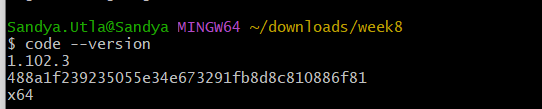 Sandya.Utla@Sandya MINGW64 ~/downloads/week8
$ code --version
1.102.3
488a1f239235055e34e673291fb8d8c810886f81
x64